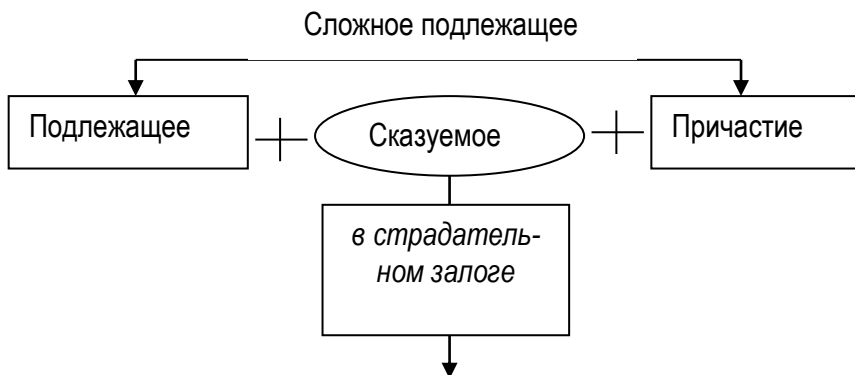 Сложное подлежащее
Подлежащее + Сказуемое + Причастие
в страдатель-
ном залоге